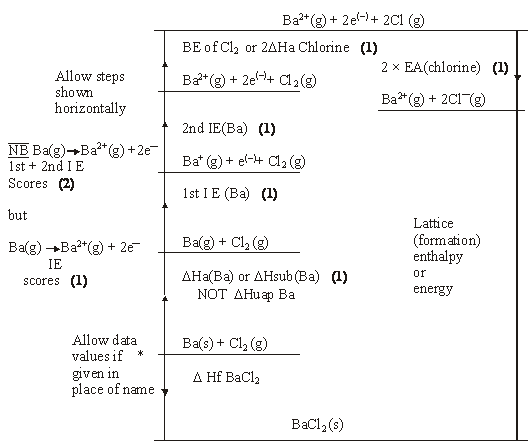 Ba²⁺(g) + 2e⁽⁻⁾+ 2Cl (g)
BE of Cl₂ or 2ΔHa Chlorine (1)
2 × EA(chlorine) (1)
Allow steps
shown
horizontally
Ba²⁺(g) + 2e⁽⁻⁾+ Cl₂(g)
Ba²⁺(g) + 2Cl⁻(g)
2nd IE(Ba) (1)
NB Ba(g)→Ba²⁺(g) +2e⁻
1st + 2nd I E
Scores (2)
Ba⁺(g) + e⁽⁻⁾+ Cl₂(g)
1st I E (Ba) (1)
but
Ba(g) →Ba²⁺(g) + 2e⁻
IE
scores (1)
Ba(g) + Cl₂(g)
Lattice
(formation)
enthalpy
or
energy
ΔHa(Ba) or ΔHsub(Ba) (1)
NOT ΔHuap Ba
Allow data
values if *
given in
place of name
Ba(s) + Cl₂(g)
Δ Hf BaCl₂
BaCl₂(s)